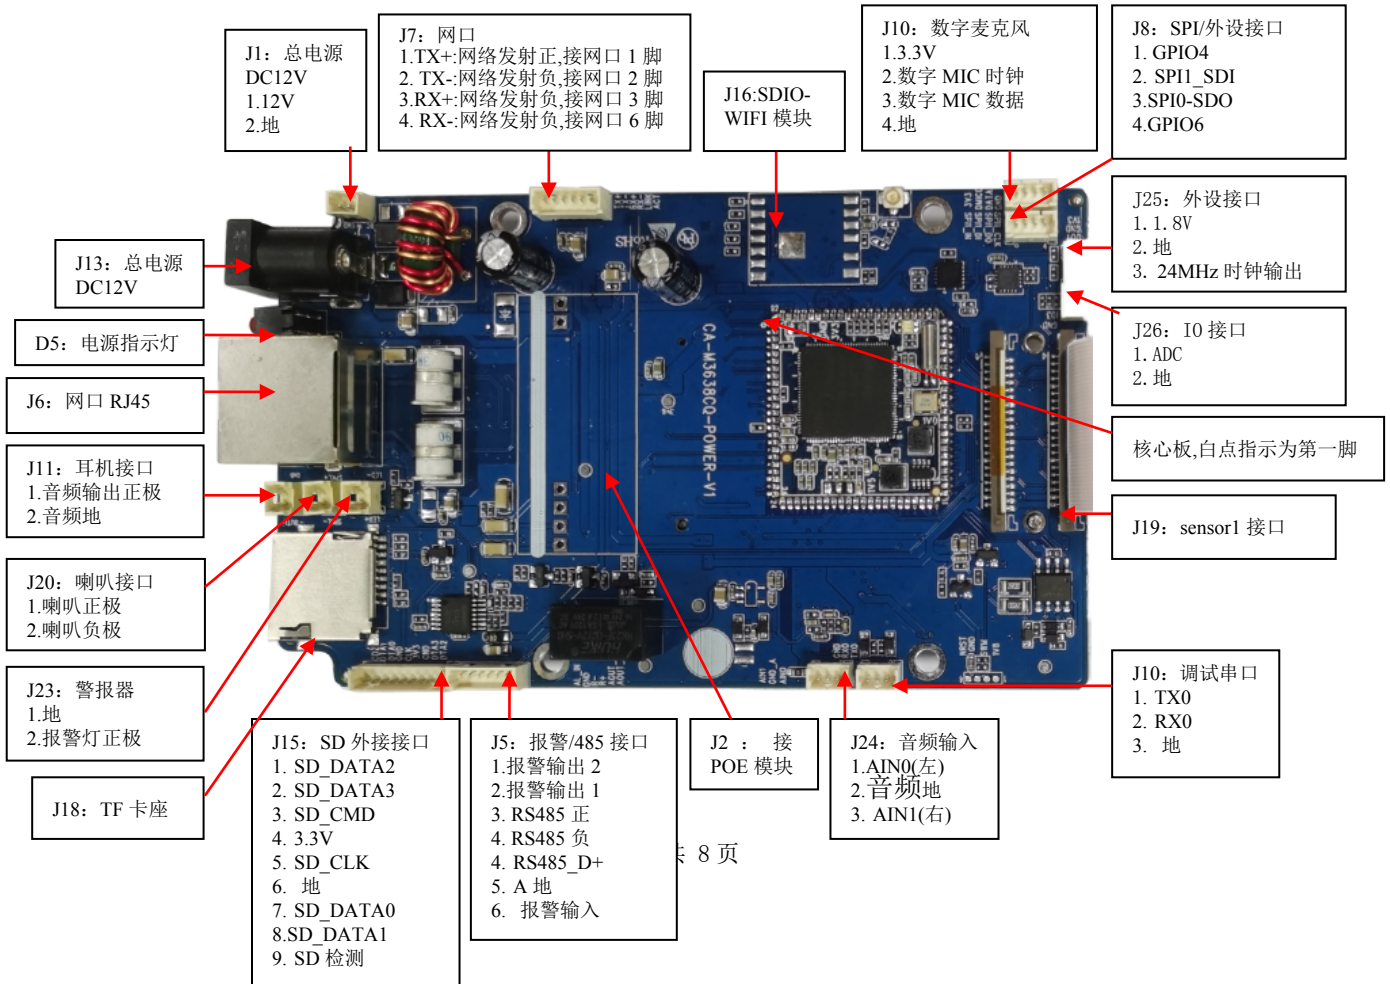 J1：总电源
DC12V
1.12V
2.地
J7：网口
1.TX+:网络发射正,接网口 1 脚
2. TX-:网络发射负,接网口 2 脚
3.RX+:网络发射负,接网口 3 脚
4. RX-:网络发射负,接网口 6 脚
J16:SDIO-
WIFI 模块
J10：数字麦克风
1.3.3V
2.数字 MIC 时钟
3.数字 MIC 数据
4.地
J8：SPI/外设接口
1. GPIO4
2. SPI1_SDI
3.SPI0-SDO
4.GPIO6
J25：外设接口
1.1.8V
2.地
3.24MHz 时钟输出
J26：IO 接口
1.ADC
2.地
核心板,白点指示为第一脚
J19：sensor1 接口
J10：调试串口
1. TX0
2. RX0
3. 地
J13：总电源
DC12V
D5：电源指示灯
J6：网口 RJ45
J11：耳机接口
1.音频输出正极
2.音频地
J20：喇叭接口
1.喇叭正极
2.喇叭负极
J23：警报器
1.地
2.报警灯正极
J18：TF 卡座
J15：SD 外接接口
1. SD_DATA2
2. SD_DATA3
3. SD_CMD
4. 3.3V
5. SD_CLK
6. 地
7. SD_DATA0
8.SD_DATA1
9. SD 检测
J5：报警/485 接口
1.报警输出 2
2.报警输出 1
3. RS485 正
4. RS485 负
4. RS485_D+
5. A 地
6. 报警输入
J2 ： 接
POE 模块
J24：音频输入
1.AIN0(左)
2.音频地
3. AIN1(右)
共 8 页
CA-M3638CQ-POWER-V1